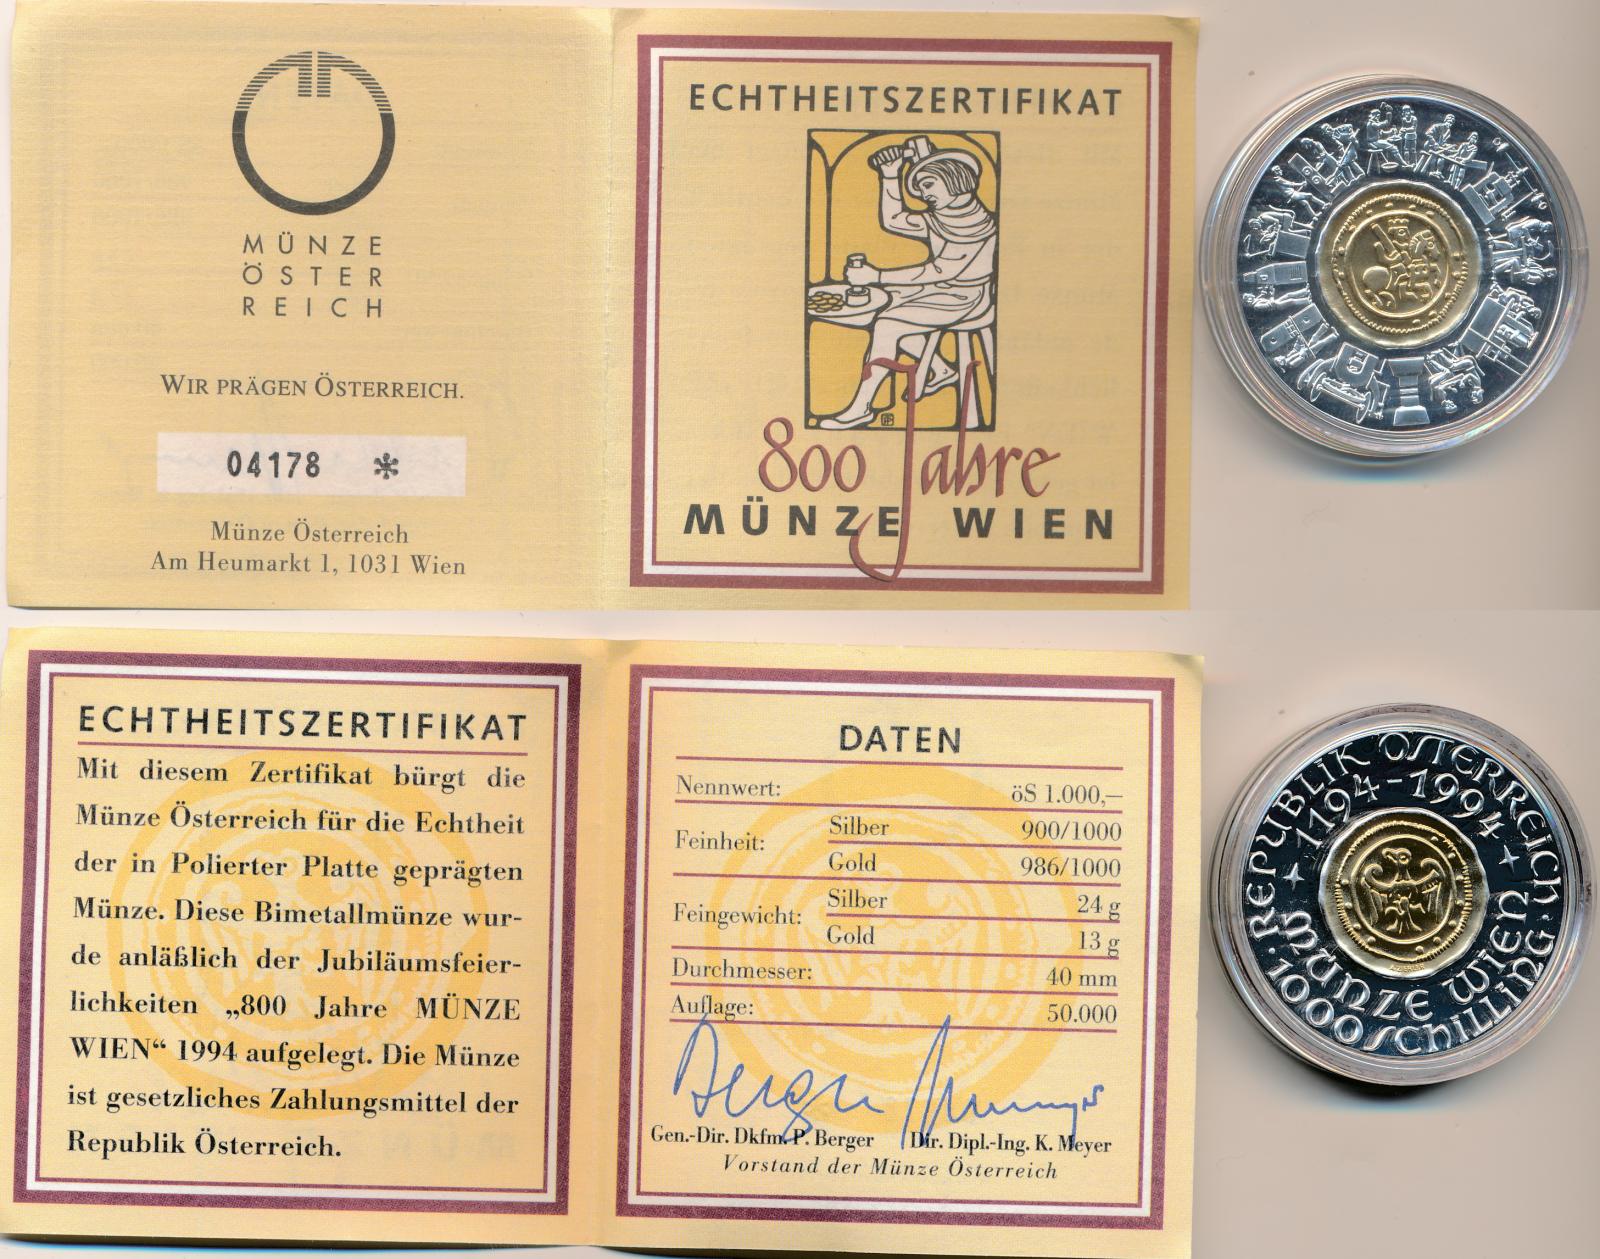 MÜNZE
ÖSTER
REICH
WIR PRÄGEN ÖSTERREICH.
04178 *
Münze Österreich
Am Heumarkt 1, 1031 Wien
ECHTHEITSZERTIFIKAT
800 Jahre
MÜNZE WIEN
ECHTHEITSZERTIFIKAT
Mit diesem Zertifikat bürgt die
Münze Österreich für die Echtheit
der in Polierter Platte geprägten
Münze. Diese Bimetallmünze wur-
de anläßlich der Jubiläumsfeier-
lichkeiten „800 Jahre MÜNZE
WIEN“ 1994 aufgelegt. Die Münze
ist gesetzliches Zahlungsmittel der
Republik Österreich.
DATEN
Nennwert: öS 1.000,–
Feinheit: Silber 900/1000
Gold 986/1000
Feingewicht: Silber 24 g
Gold 13 g
Durchmesser: 40 mm
Auflage: 50.000
Gen.-Dir. Dkfm. P. Berger Dir. Dipl.-Ing. K. Meyer
Vorstand der Münze Österreich
REPUBLIK ÖSTERREICH
1194-1994
MÜNZE WIEN
1000 SCHILLING